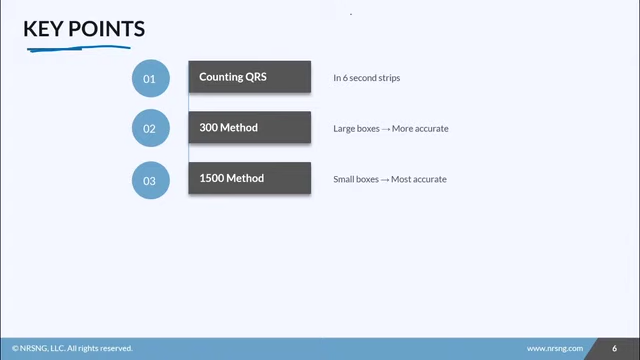 KEY POINTS
01 Counting QRS In 6 second strips
02 300 Method Large boxes → More accurate
03 1500 Method Small boxes → Most accurate
© NRSNG, LLC. All rights reserved. www.nrsng.com 6